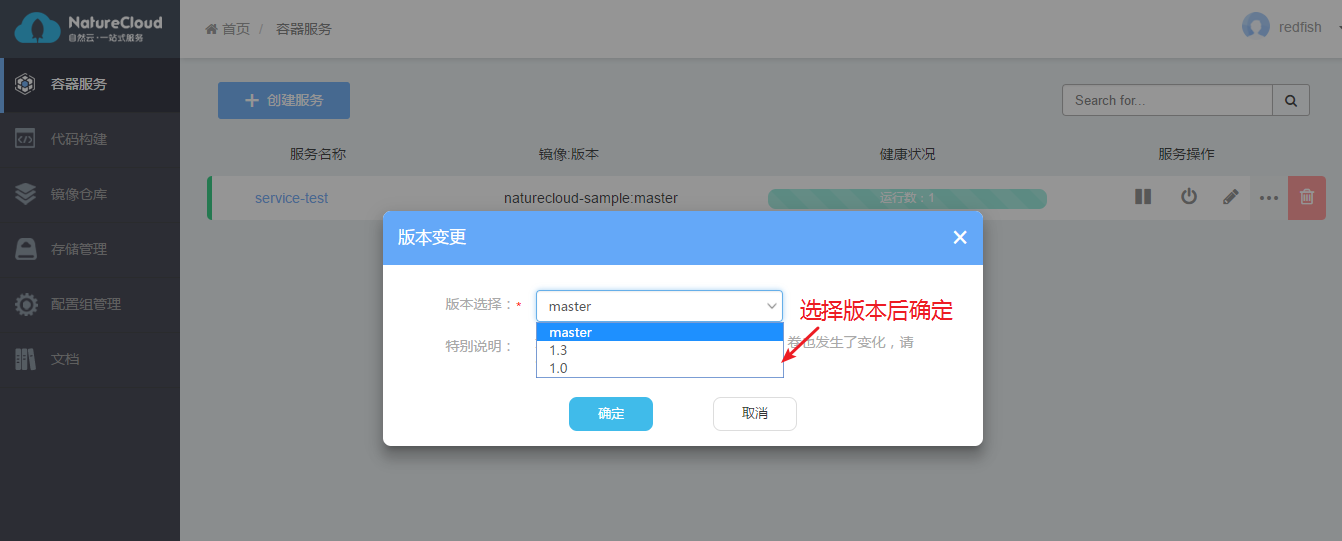 NatureCloud
自然云·一站式服务
首页 / 容器服务
redfish
容器服务
代码构建
镜像仓库
存储管理
配置组管理
文档
创建服务
Search for...
服务名称 镜像:版本 健康状况 服务操作
service-test naturecloud-sample:master 运行数：1
版本变更
版本选择：* master
选择版本后确定
master
1.3
1.0
特别说明： 卷也发生了变化，请
确定 取消